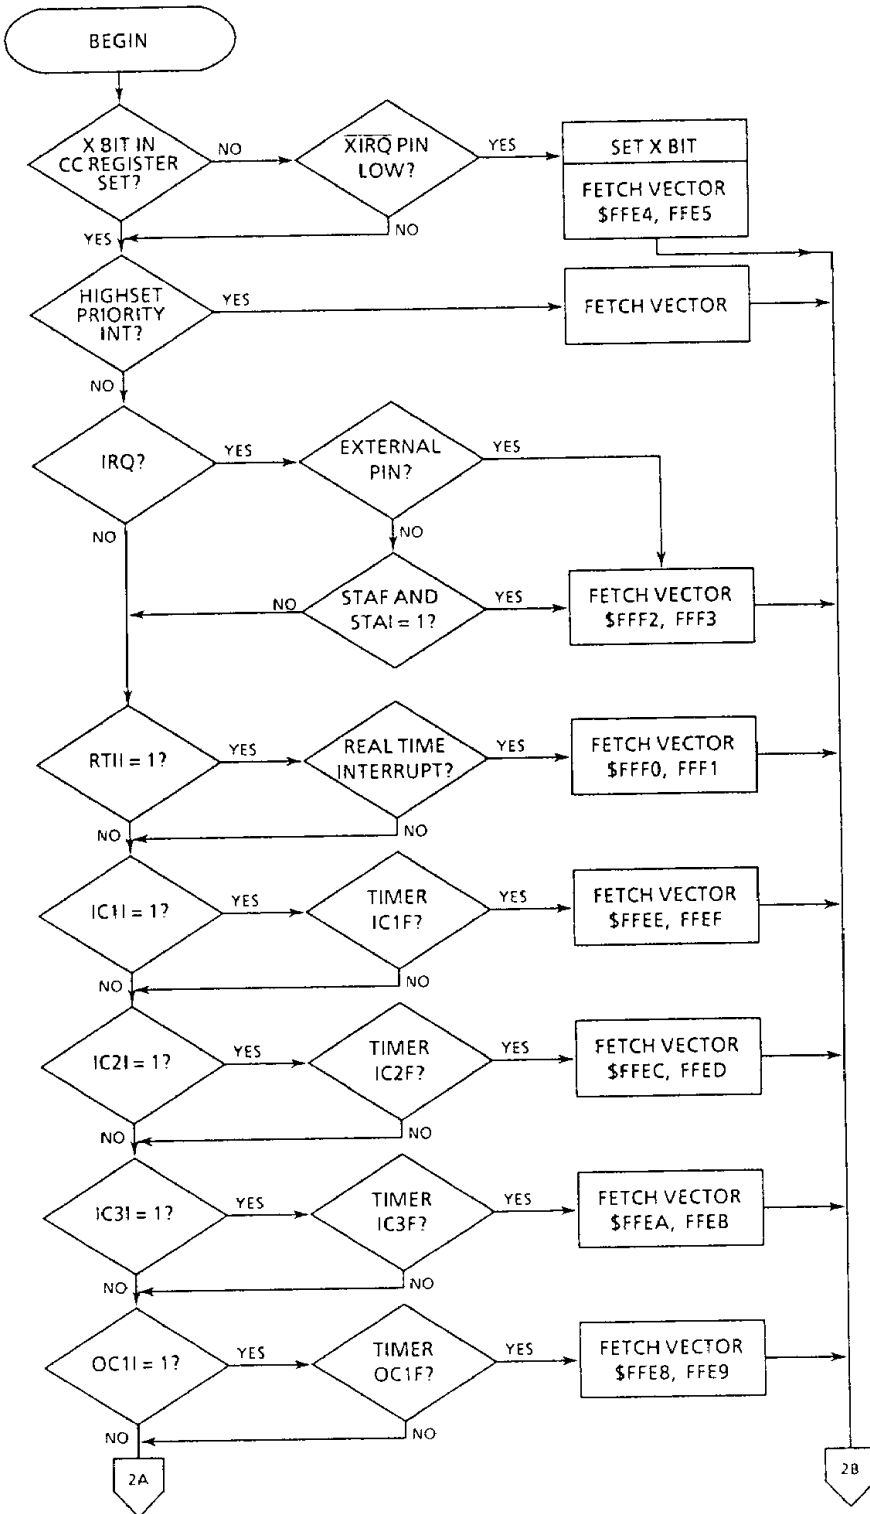 BEGIN
X BIT IN
CC REGISTER
SET?
NO
XIRQ PIN
LOW?
YES
SET X BIT
FETCH VECTOR
$FFE4, FFE5
YES
NO
HIGHSET
PRIORITY
INT?
YES
FETCH VECTOR
NO
IRQ?
YES
EXTERNAL
PIN?
YES
NO
NO
NO
STAF AND
STAI = 1?
YES
FETCH VECTOR
$FFF2, FFF3
RTII = 1?
YES
REAL TIME
INTERRUPT?
YES
FETCH VECTOR
$FFF0, FFF1
NO
NO
IC1I = 1?
YES
TIMER
IC1F?
YES
FETCH VECTOR
$FFEE, FFEF
NO
NO
IC2I = 1?
YES
TIMER
IC2F?
YES
FETCH VECTOR
$FFEC, FFED
NO
NO
IC3I = 1?
YES
TIMER
IC3F?
YES
FETCH VECTOR
$FFEA, FFEB
NO
NO
OC1I = 1?
YES
TIMER
OC1F?
YES
FETCH VECTOR
$FFE8, FFE9
NO
NO
2A
2B